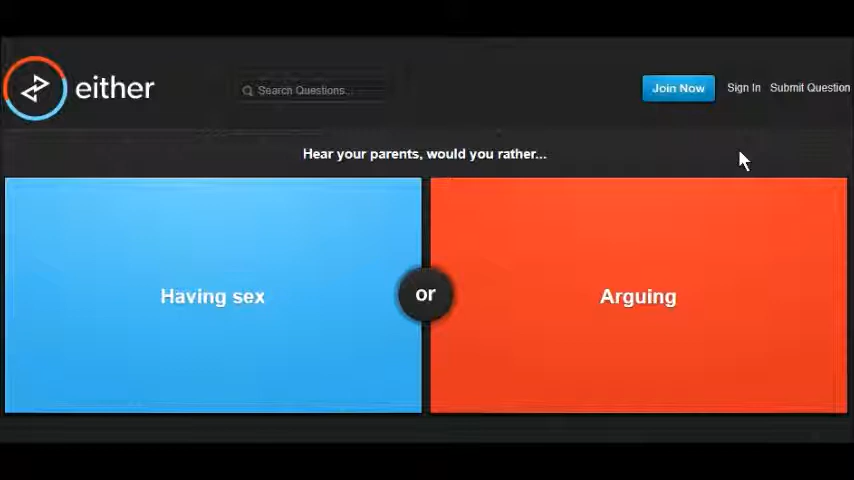 either
Search Questions...
Join Now
Sign In
Submit Question
Hear your parents, would you rather...
Having sex
or
Arguing